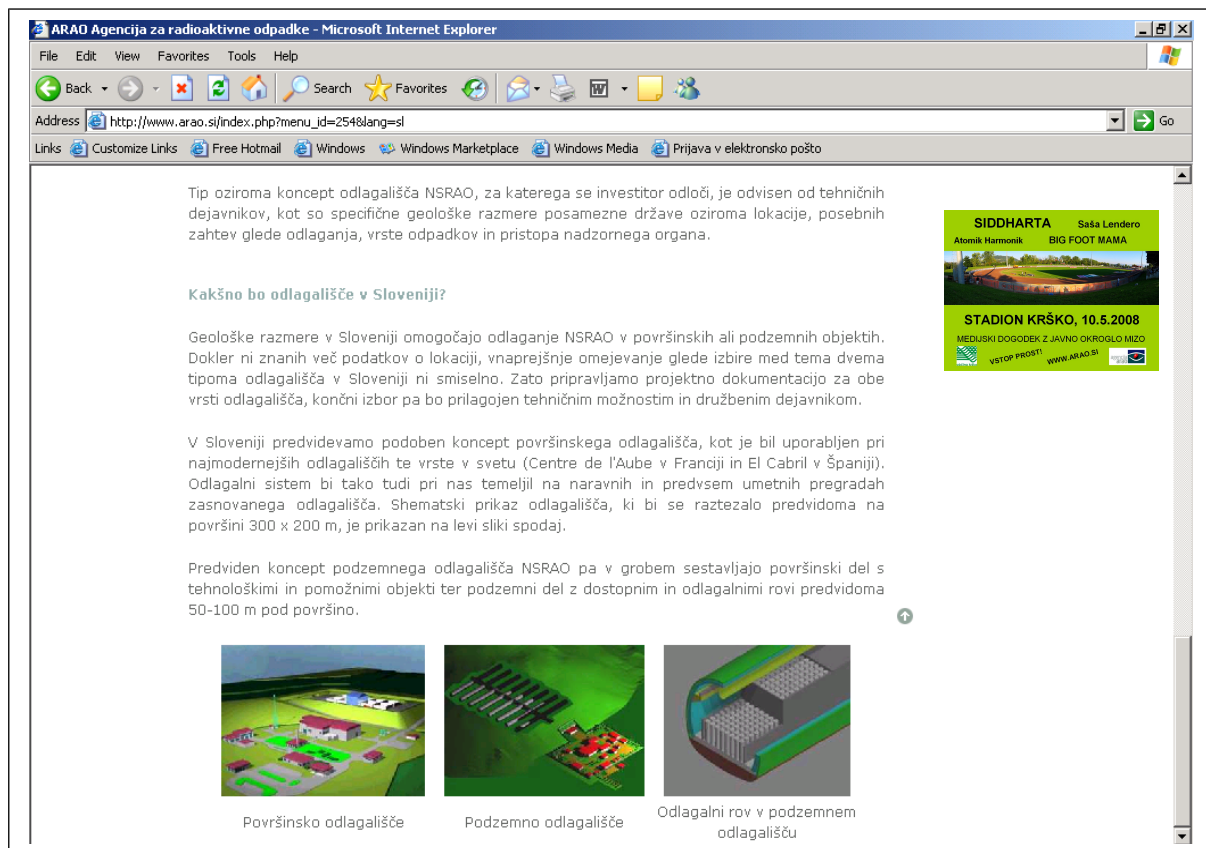 ARAO Agencija za radioaktivne odpadke - Microsoft Internet Explorer
File Edit View Favorites Tools Help
Back Search Favorites
Address http://www.arao.si/index.php?menu_id=254&lang=sl Go
Links Customize Links Free Hotmail Windows Windows Marketplace Windows Media Prijava v elektronsko pošto
Tip oziroma koncept odlagališča NSRAO, za katerega se investitor odloči, je odvisen od tehničnih
dejavnikov, kot so specifične geološke razmere posamezne države oziroma lokacije, posebnih
zahtev glede odlaganja, vrste odpadkov in pristopa nadzornega organa.
Kakšno bo odlagališče v Sloveniji?
Geološke razmere v Sloveniji omogočajo odlaganje NSRAO v površinskih ali podzemnih objektih.
Dokler ni znanih več podatkov o lokaciji, vnaprejšnje omejevanje glede izbire med tema dvema
tipoma odlagališča v Sloveniji ni smiselno. Zato pripravljamo projektno dokumentacijo za obe
vrsti odlagališča, končni izbor pa bo prilagojen tehničnim možnostim in družbenim dejavnikom.
V Sloveniji predvidevamo podoben koncept površinskega odlagališča, kot je bil uporabljen pri
najmodernejših odlagališčih te vrste v svetu (Centre de l'Aube v Franciji in El Cabril v Španiji).
Odlagalni sistem bi tako tudi pri nas temeljil na naravnih in predvsem umetnih pregradah
zasnovanega odlagališča. Shematski prikaz odlagališča, ki bi se raztezalo predvidoma na
površini 300 x 200 m, je prikazan na levi sliki spodaj.
Predviden koncept podzemnega odlagališča NSRAO pa v grobem sestavljajo površinski del s
tehnološkimi in pomožnimi objekti ter podzemni del z dostopnim in odlagalnimi rovi predvidoma
50-100 m pod površino.
Površinsko odlagališče
Podzemno odlagališče
Odlagalni rov v podzemnem
odlagališču
SIDDHARTA Saša Lendero
Atomik Harmonik BIG FOOT MAMA
STADION KRŠKO, 10.5.2008
MEDIJSKI DOGODEK Z JAVNO OKROGLO MIZO
VSTOP PROST! WWW.ARAO.SI